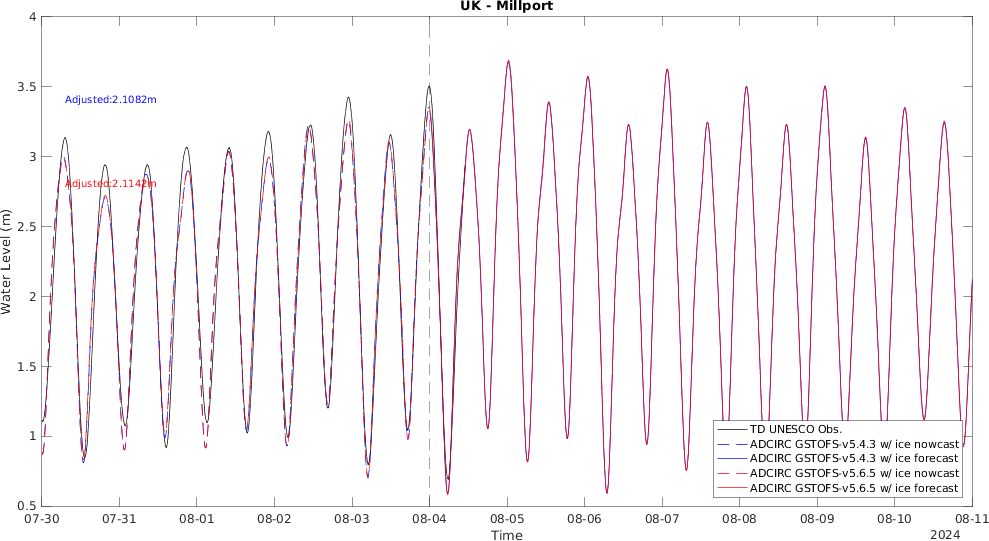 UK - Millport
4
3.5
3
2.5
2
1.5
1
0.5
Water Level (m)
Adjusted:2.1082m
Adjusted:2.1142m
TD UNESCO Obs.
ADCIRC GSTOFS-v5.4.3 w/ ice nowcast
ADCIRC GSTOFS-v5.4.3 w/ ice forecast
ADCIRC GSTOFS-v5.6.5 w/ ice nowcast
ADCIRC GSTOFS-v5.6.5 w/ ice forecast
07-30 07-31 08-01 08-02 08-03 08-04 08-05 08-06 08-07 08-08 08-09 08-10 08-11
Time
2024